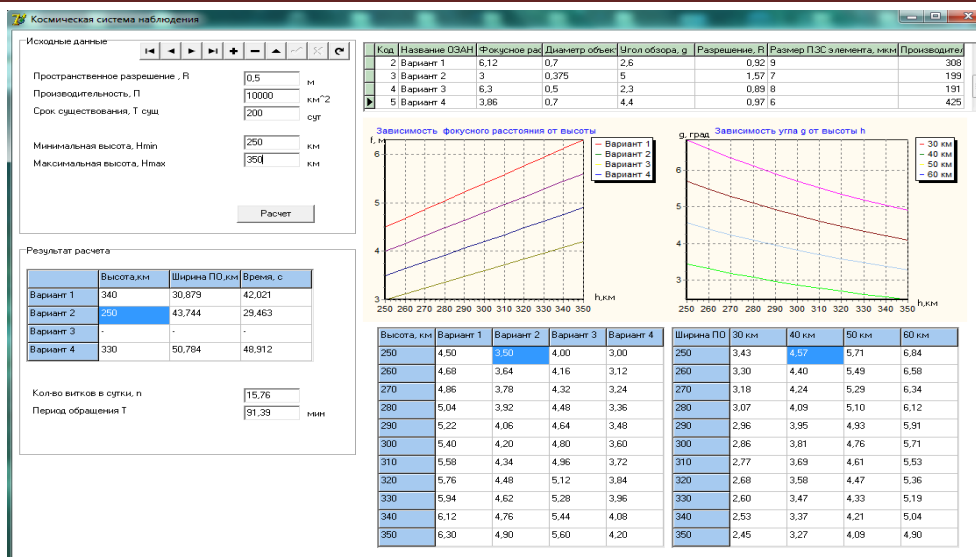 Космическая система наблюдения
Исходные данные
Пространственное разрешение , R 0,5 м
Производительность, П 10000 км^2
Срок существования, Т сущ 200 сут
Минимальная высота, Hmin 250 км
Максимальная высота, Hmax 350 км
Расчет
Результат расчета
Высота,км Ширина ПО,км Время, с
Вариант 1 340 30,879 42,021
Вариант 2 250 43,744 29,463
Вариант 3 - - -
Вариант 4 330 50,784 48,912
Кол-во витков в сутки, n 15,76
Период обращения Т 91,39 мин
Код Название ОЭАН Фокусное рас Диаметр объек Угол обзора, g Разрешение, R Размер ПЗС элемента, мкм Производител
2 Вариант 1 6,12 0,7 2,6 0,92 9 308
3 Вариант 2 3 0,375 5 1,57 7 199
4 Вариант 3 6,3 0,5 2,3 0,89 8 191
5 Вариант 4 3,86 0,7 4,4 0,97 6 425
Зависимость фокусного расстояния от высоты
f, м
Вариант 1
Вариант 2
Вариант 3
Вариант 4
6
5
4
3
250 260 270 280 290 300 310 320 330 340 350
h,км
Зависимость угла g от высоты h
g, град
30 км
40 км
50 км
60 км
6
5
4
3
250 260 270 280 290 300 310 320 330 340 350
h,км
Высота, км Вариант 1 Вариант 2 Вариант 3 Вариант 4
250 4,50 3,50 4,00 3,00
260 4,68 3,64 4,16 3,12
270 4,86 3,78 4,32 3,24
280 5,04 3,92 4,48 3,36
290 5,22 4,06 4,64 3,48
300 5,40 4,20 4,80 3,60
310 5,58 4,34 4,96 3,72
320 5,76 4,48 5,12 3,84
330 5,94 4,62 5,28 3,96
340 6,12 4,76 5,44 4,08
350 6,30 4,90 5,60 4,20
Ширина ПО 30 км 40 км 50 км 60 км
250 3,43 4,57 5,71 6,84
260 3,30 4,40 5,49 6,58
270 3,18 4,24 5,29 6,34
280 3,07 4,09 5,10 6,12
290 2,96 3,95 4,93 5,91
300 2,86 3,81 4,76 5,71
310 2,77 3,69 4,61 5,53
320 2,68 3,58 4,47 5,36
330 2,60 3,47 4,33 5,19
340 2,53 3,37 4,21 5,04
350 2,45 3,27 4,09 4,90